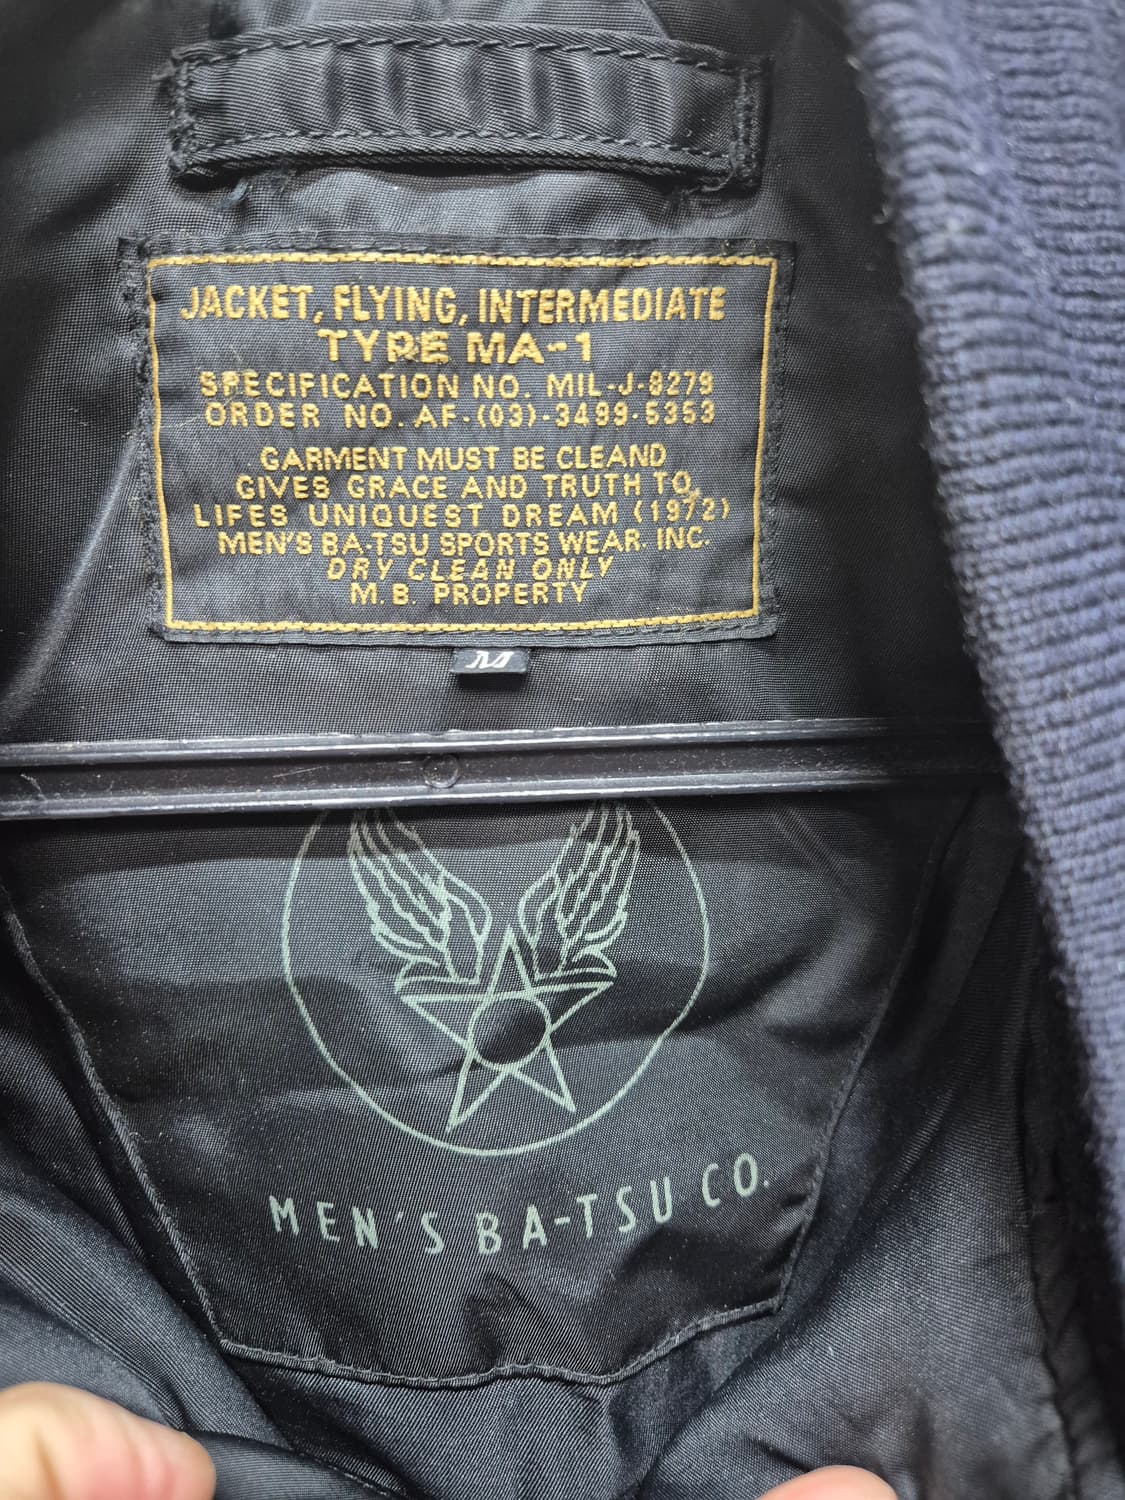 JACKET, FLYING, INTERMEDIATE
TYPE MA-1
SPECIFICATION NO. MIL-J-8279
ORDER NO. AF-(03)-3499-5353
GARMENT MUST BE CLEAND
GIVES GRACE AND TRUTH TO,
LIFES UNIQUEST DREAM (1972)
MEN'S BA-TSU SPORTS WEAR. INC.
DRY CLEAN ONLY
M. B. PROPERTY
M
MEN'S BA-TSU CO.